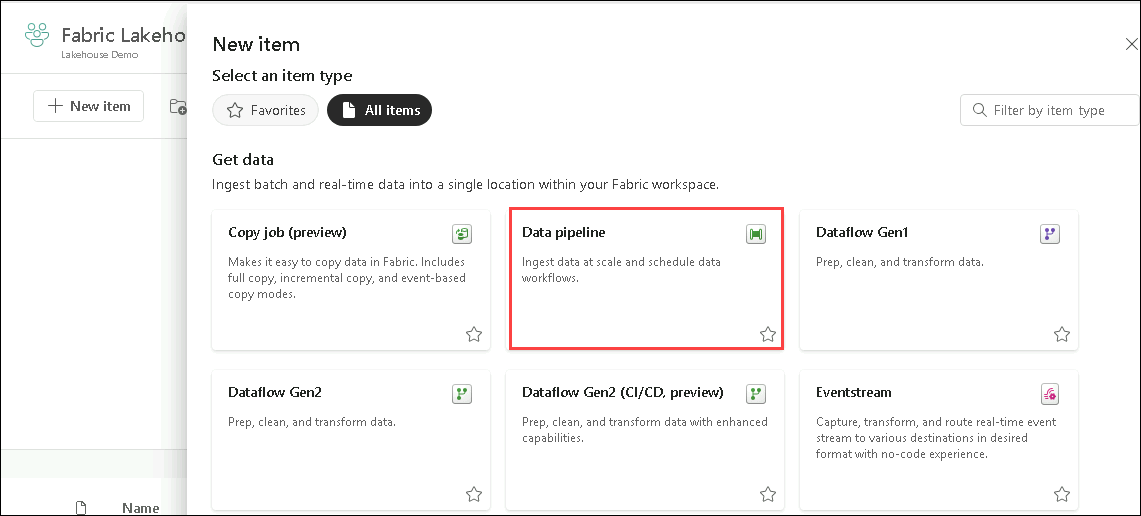 Fabric Lakeho
Lakehouse Demo
New item
New item
Select an item type
Favorites
All items
Filter by item type
Get data
Ingest batch and real-time data into a single location within your Fabric workspace.
Copy job (preview)
Makes it easy to copy data in Fabric. Includes
full copy, incremental copy, and event-based
copy modes.
Data pipeline
Ingest data at scale and schedule data
workflows.
Dataflow Gen1
Prep, clean, and transform data.
Dataflow Gen2
Prep, clean, and transform data.
Dataflow Gen2 (CI/CD, preview)
Prep, clean, and transform data with enhanced
capabilities.
Eventstream
Capture, transform, and route real-time event
stream to various destinations in desired
format with no-code experience.
Name